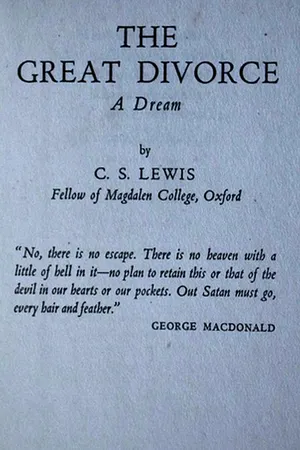 THE
GREAT DIVORCE
A Dream
by
C. S. LEWIS
Fellow of Magdalen College, Oxford
"No, there is no escape. There is no heaven with a
little of hell in it—no plan to retain this or that of the
devil in our hearts or our pockets. Out Satan must go,
every hair and feather."
GEORGE MACDONALD